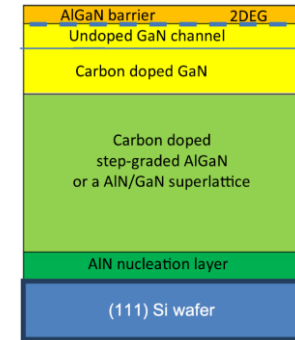 AlGaN barrier 2DEG
Undoped GaN channel
Carbon doped GaN
Carbon doped
step-graded AlGaN
or a AlN/GaN superlattice
AlN nucleation layer
(111) Si wafer